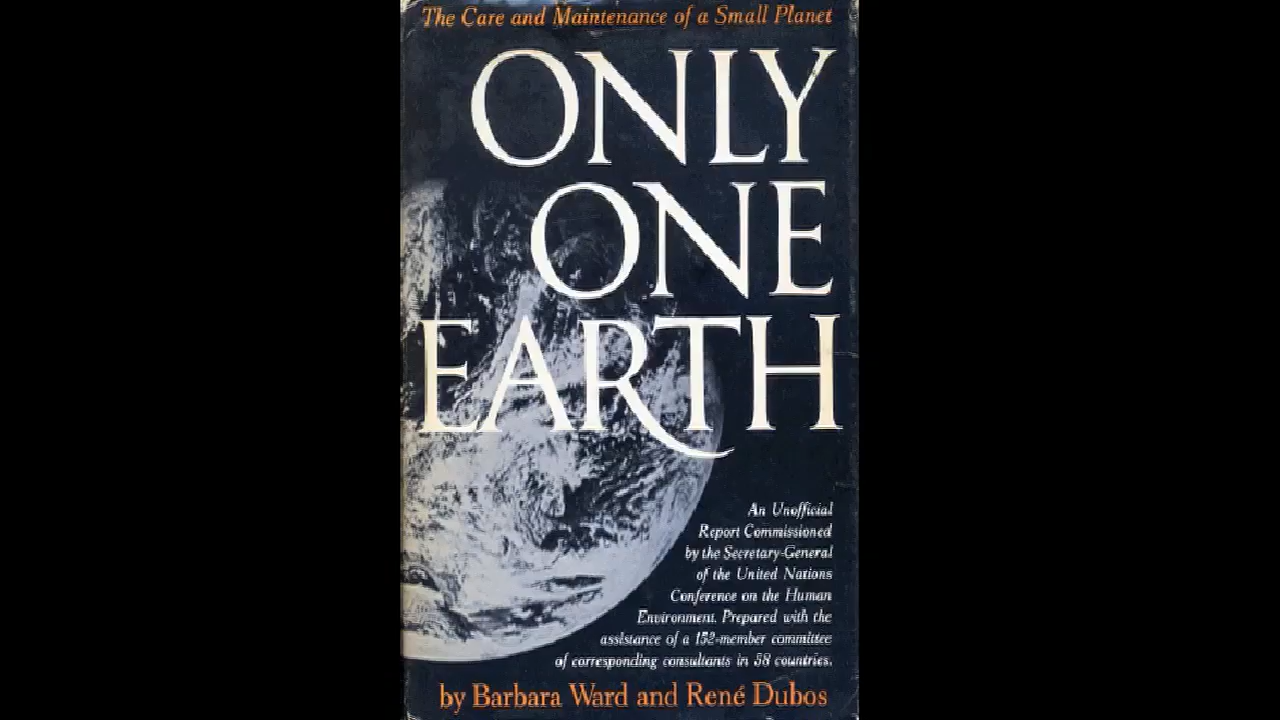 The Care and Maintenance of a Small Planet
ONLY
ONE
EARTH
An Unofficial
Report Commissioned
by the Secretary-General
of the United Nations
Conference on the Human
Environment. Prepared with the
assistance of a 152-member committee
of corresponding consultants in 58 countries.
by Barbara Ward and René Dubos